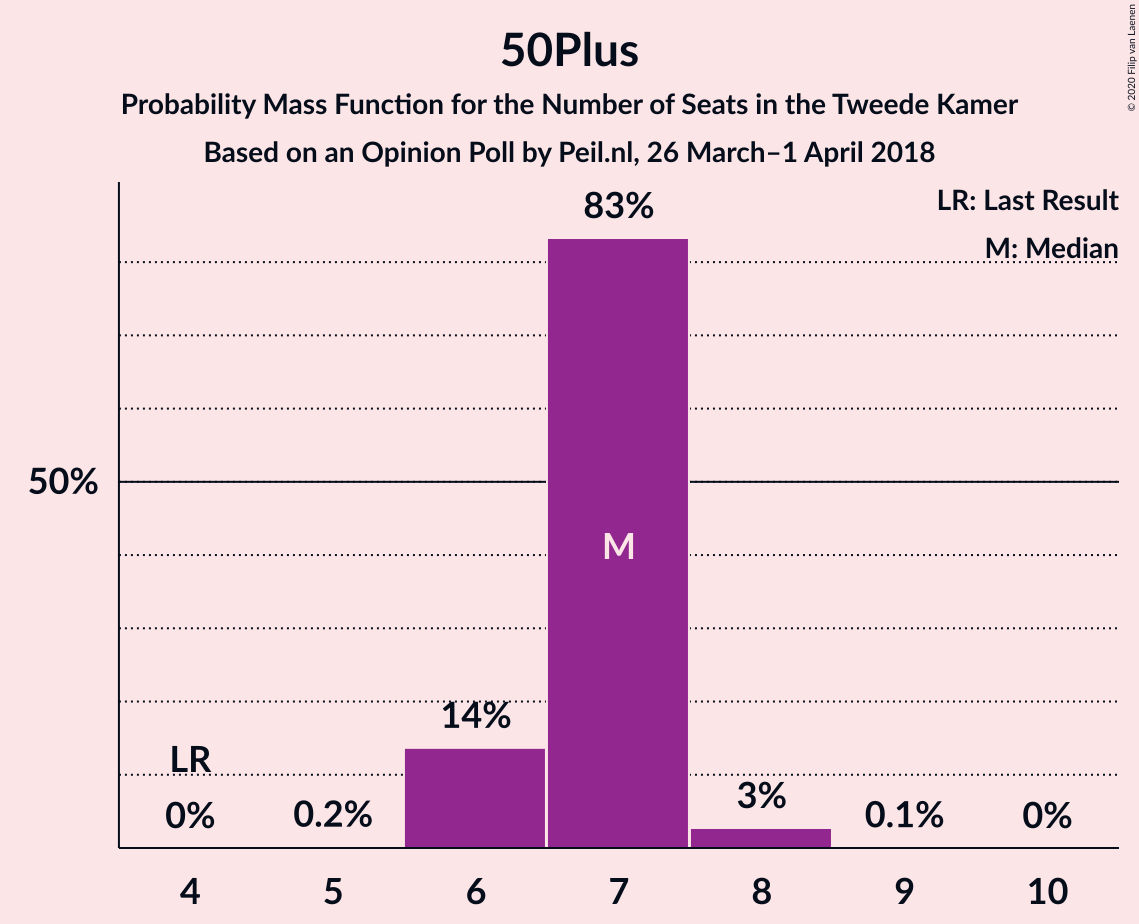 50Plus
Probability Mass Function for the Number of Seats in the Tweede Kamer
Based on an Opinion Poll by Peil.nl, 26 March–1 April 2018
© 2020 Filip van Laenen
LR: Last Result
M: Median
83%
50%
M
14%
LR
0%
0.2%
3%
0.1%
0%
4 5 6 7 8 9 10